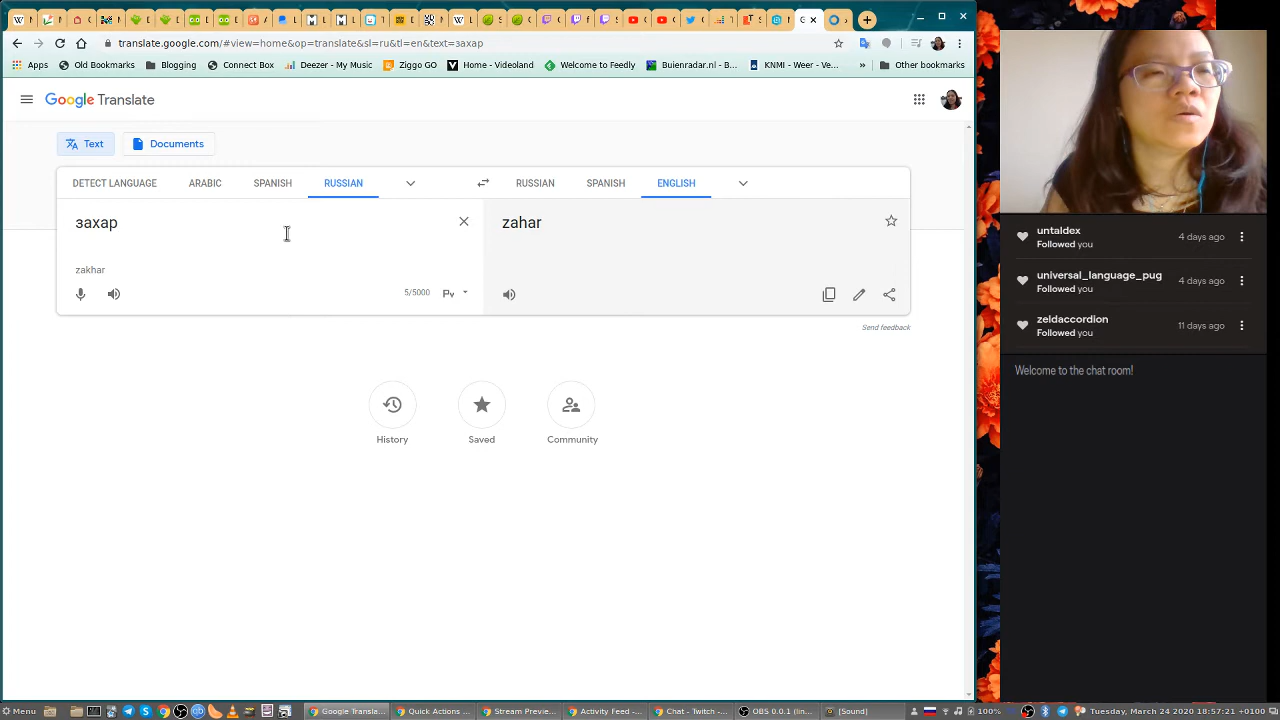 translate.google.com/#view=home&op=translate&sl=ru&tl=en&text=заxap
Apps
Old Bookmarks
Blogging
Connect Box
Deezer - My Music
Ziggo GO
Home - Videoland
Welcome to Feedly
Buienradar.nl - B...
KNMI - Weer - Ve...
»
Other bookmarks
Google Translate
Text
Documents
DETECT LANGUAGE
ARABIC
SPANISH
RUSSIAN
RUSSIAN
SPANISH
ENGLISH
заxap
zahar
zakhar
5/5000
Send feedback
History
Saved
Community
untaldex
Followed you
4 days ago
universal_language_pug
Followed you
4 days ago
zeldaccordion
Followed you
11 days ago
Welcome to the chat room!
Menu
Google Transla...
Quick Actions ...
Stream Previe...
Activity Feed -...
Chat - Twitch -...
OBS 0.0.1 (lin...
[Sound]
100%
Tuesday, March 24 2020 18:57:21 +0100